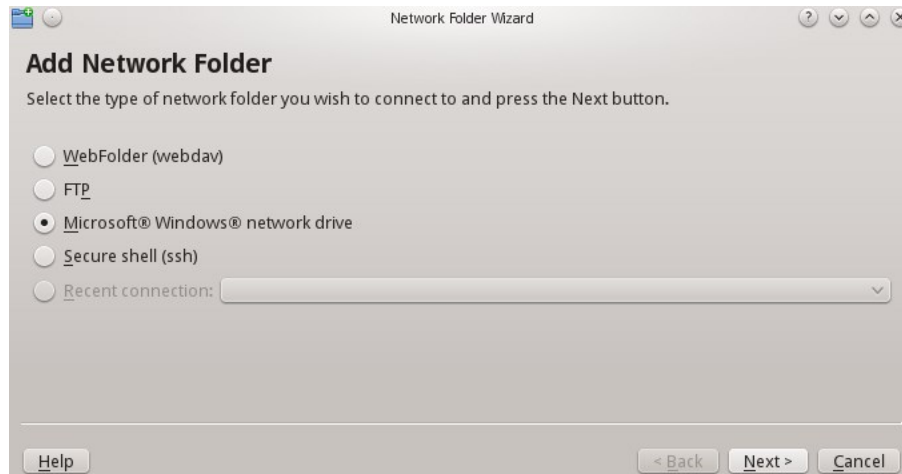 Network Folder Wizard
Add Network Folder
Select the type of network folder you wish to connect to and press the Next button.
WebFolder (webdav)
FTP
Microsoft® Windows® network drive
Secure shell (ssh)
Recent connection:
Help
< Back
Next >
Cancel